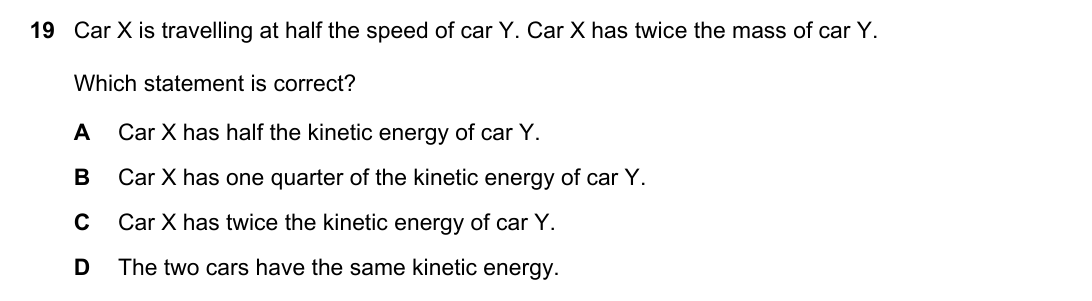 19 Car X is travelling at half the speed of car Y. Car X has twice the mass of car Y.
Which statement is correct?
A Car X has half the kinetic energy of car Y.
B Car X has one quarter of the kinetic energy of car Y.
C Car X has twice the kinetic energy of car Y.
D The two cars have the same kinetic energy.